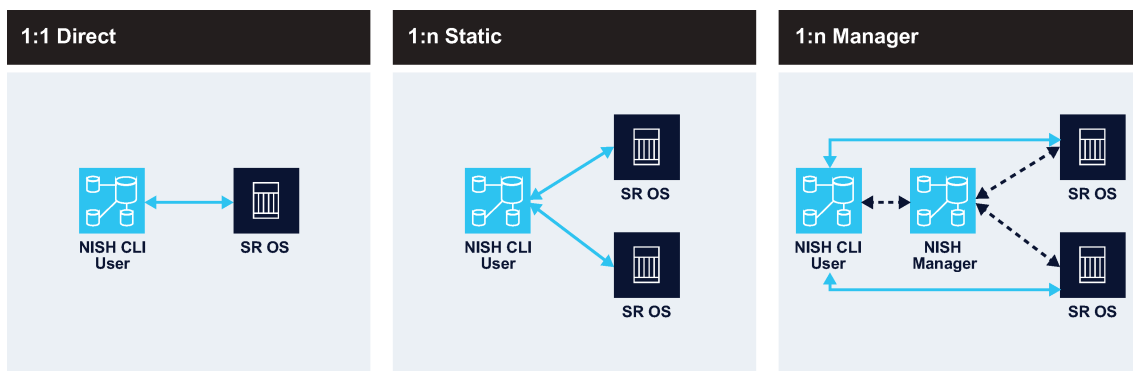 1:1 Direct
1:n Static
1:n Manager
NISH CLI
User
SR OS
NISH CLI
User
SR OS
SR OS
NISH CLI
User
NISH
Manager
SR OS
SR OS